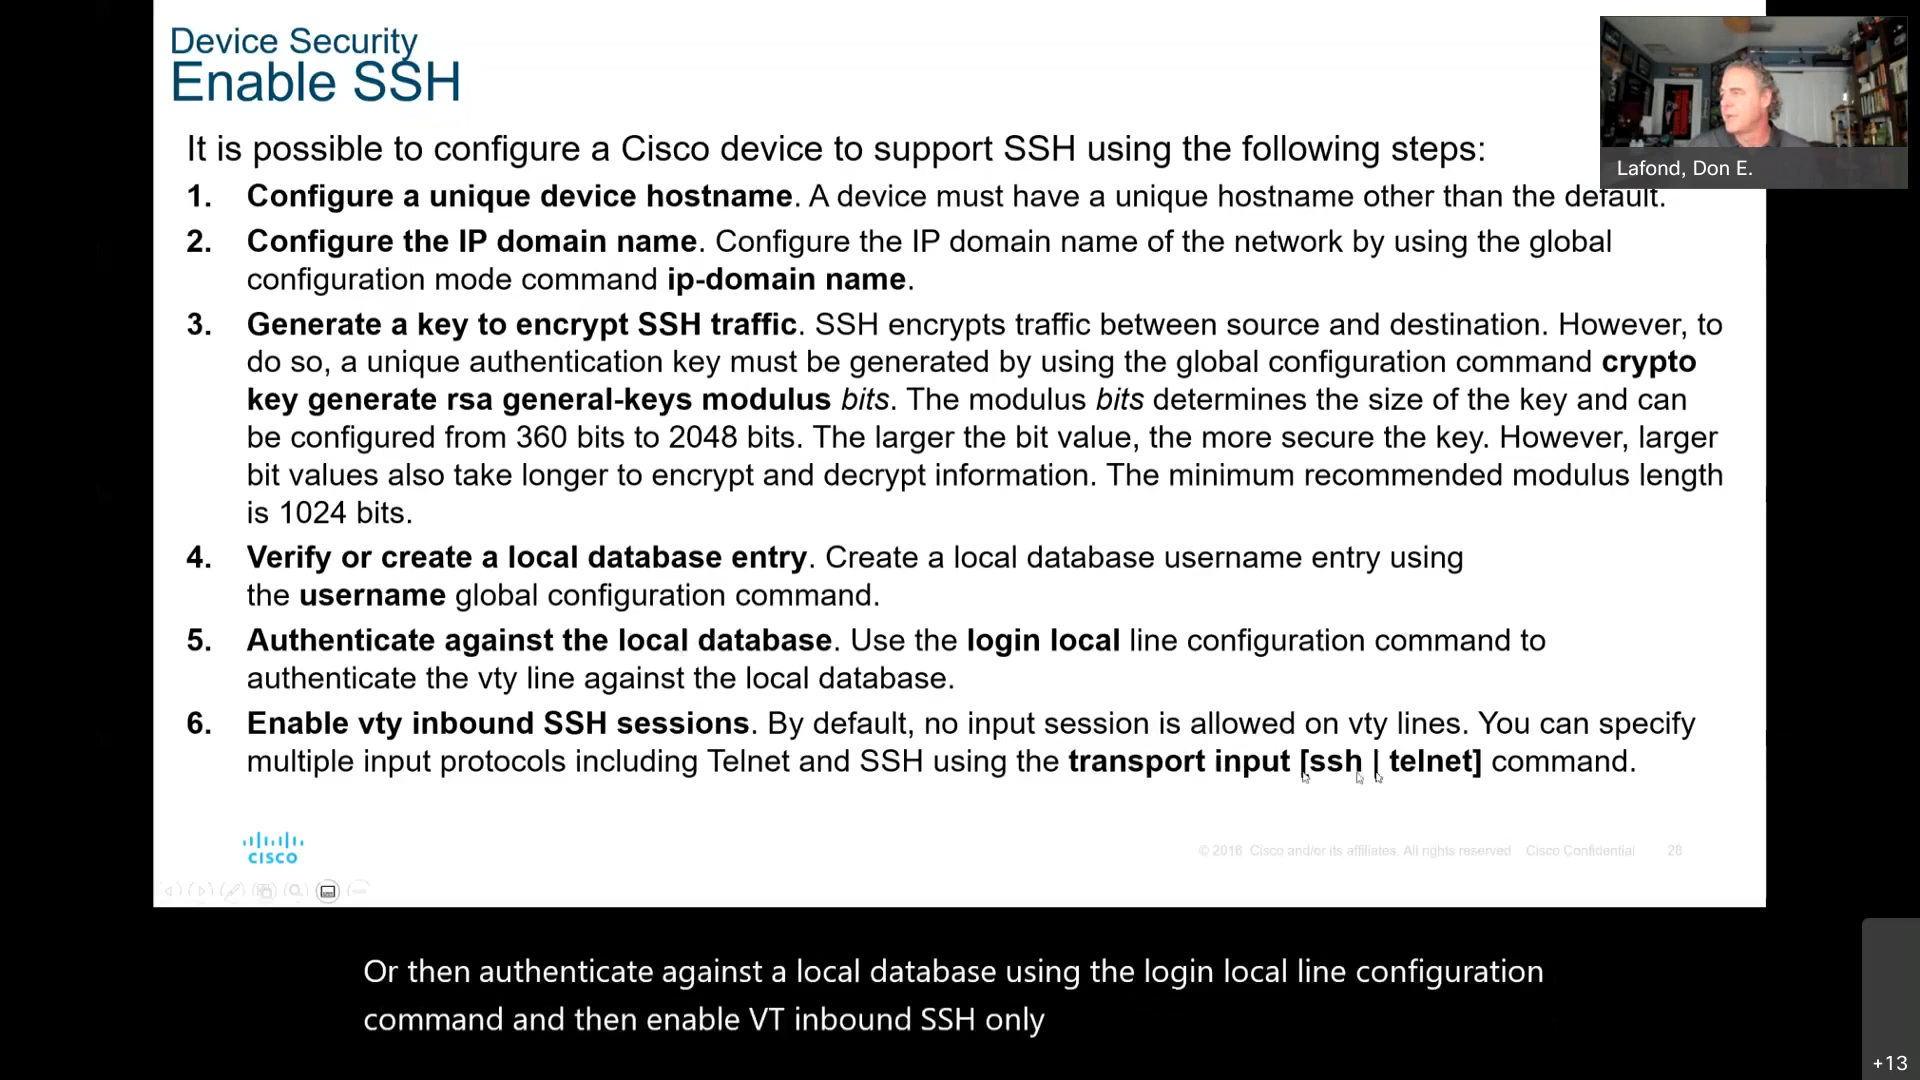 Device Security
Enable SSH
Lafond, Don E.
It is possible to configure a Cisco device to support SSH using the following steps:
1. Configure a unique device hostname. A device must have a unique hostname other than the default.
2. Configure the IP domain name. Configure the IP domain name of the network by using the global
configuration mode command ip-domain name.
3. Generate a key to encrypt SSH traffic. SSH encrypts traffic between source and destination. However, to
do so, a unique authentication key must be generated by using the global configuration command crypto
key generate rsa general-keys modulus bits. The modulus bits determines the size of the key and can
be configured from 360 bits to 2048 bits. The larger the bit value, the more secure the key. However, larger
bit values also take longer to encrypt and decrypt information. The minimum recommended modulus length
is 1024 bits.
4. Verify or create a local database entry. Create a local database username entry using
the username global configuration command.
5. Authenticate against the local database. Use the login local line configuration command to
authenticate the vty line against the local database.
6. Enable vty inbound SSH sessions. By default, no input session is allowed on vty lines. You can specify
multiple input protocols including Telnet and SSH using the transport input [ssh | telnet] command.
CISCO
© 2016 Cisco and/or its affiliates. All rights reserved Cisco Confidential 28
Or then authenticate against a local database using the login local line configuration
command and then enable VT inbound SSH only
+13